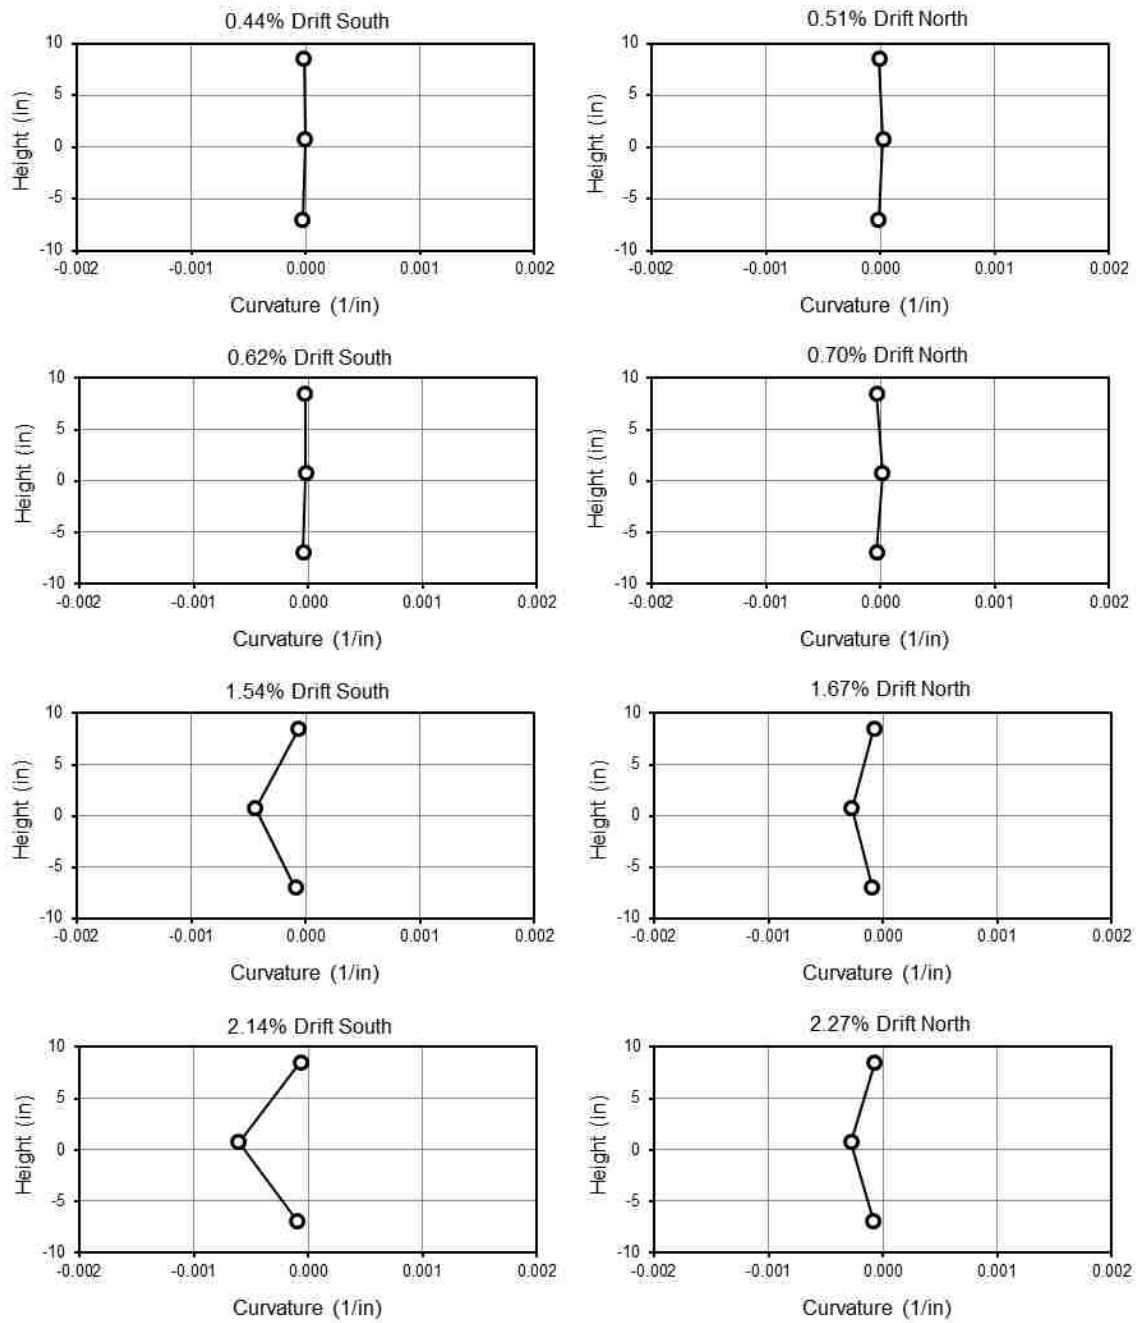 0.44% Drift South
10
5
0
-5
-10
Height (in)
-0.002 -0.001 0.000 0.001 0.002
Curvature (1/in)
0.51% Drift North
10
5
0
-5
-10
Height (in)
-0.002 -0.001 0.000 0.001 0.002
Curvature (1/in)
0.62% Drift South
10
5
0
-5
-10
Height (in)
-0.002 -0.001 0.000 0.001 0.002
Curvature (1/in)
0.70% Drift North
10
5
0
-5
-10
Height (in)
-0.002 -0.001 0.000 0.001 0.002
Curvature (1/in)
1.54% Drift South
10
5
0
-5
-10
Height (in)
-0.002 -0.001 0.000 0.001 0.002
Curvature (1/in)
1.67% Drift North
10
5
0
-5
-10
Height (in)
-0.002 -0.001 0.000 0.001 0.002
Curvature (1/in)
2.14% Drift South
10
5
0
-5
-10
Height (in)
-0.002 -0.001 0.000 0.001 0.002
Curvature (1/in)
2.27% Drift North
10
5
0
-5
-10
Height (in)
-0.002 -0.001 0.000 0.001 0.002
Curvature (1/in)